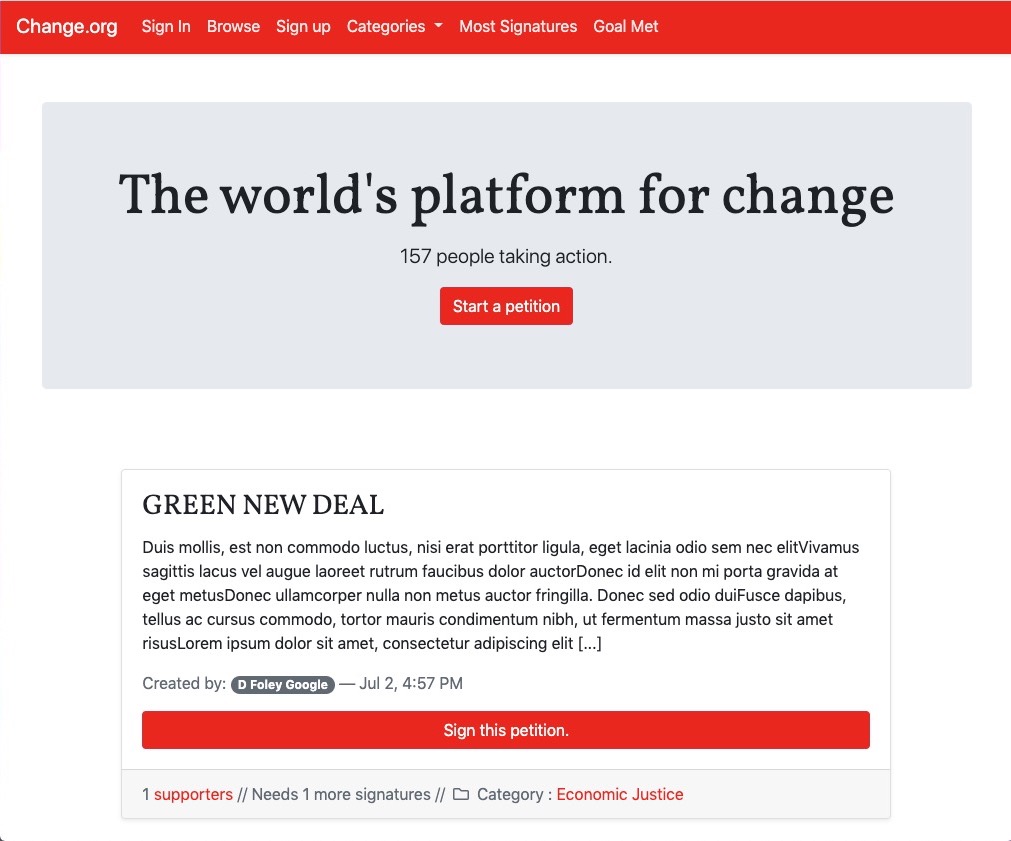 Change.org Sign In Browse Sign up Categories Most Signatures Goal Met
The world's platform for change
157 people taking action.
Start a petition
GREEN NEW DEAL
Duis mollis, est non commodo luctus, nisi erat porttitor ligula, eget lacinia odio sem nec elitVivamus
sagittis lacus vel augue laoreet rutrum faucibus dolor auctorDonec id elit non mi porta gravida at
eget metusDonec ullamcorper nulla non metus auctor fringilla. Donec sed odio duiFusce dapibus,
tellus ac cursus commodo, tortor mauris condimentum nibh, ut fermentum massa justo sit amet
risusLorem ipsum dolor sit amet, consectetur adipiscing elit [...]
Created by: D Foley Google — Jul 2, 4:57 PM
Sign this petition.
1 supporters // Needs 1 more signatures // Category : Economic Justice